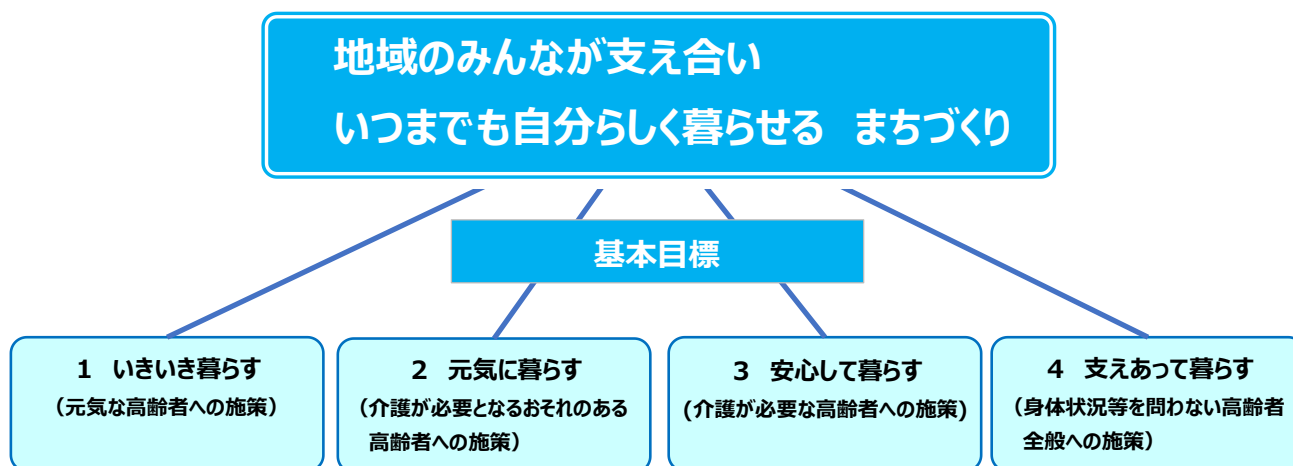 地域のみんなが支え合い
いつまでも自分らしく暮らせる　まちづくり
基本目標
1　いきいき暮らす
（元気な高齢者への施策）
2　元気に暮らす
（介護が必要となるおそれのある
高齢者への施策）
3　安心して暮らす
(介護が必要な高齢者への施策)
4　支えあって暮らす
（身体状況等を問わない高齢者
全般への施策）